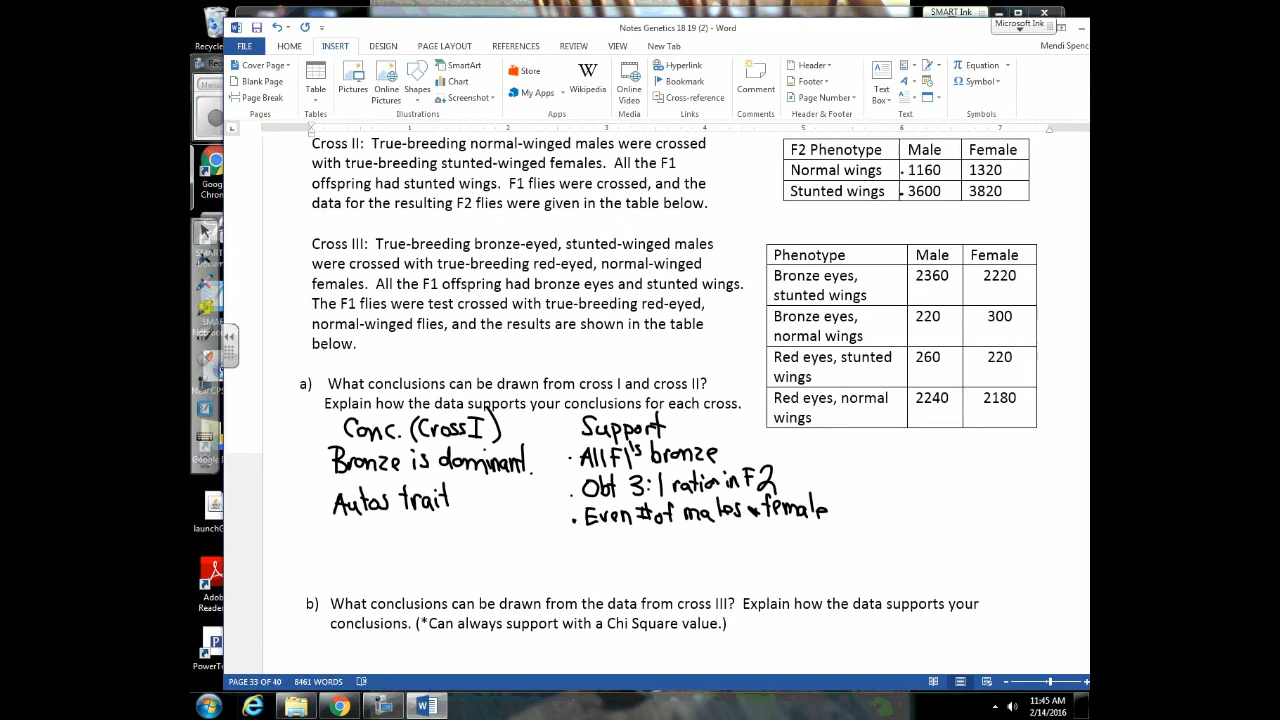 Recycle
SMART Ink
Microsoft Ink
Notes Genetics 18 19 (2) - Word
FILE HOME INSERT DESIGN PAGE LAYOUT REFERENCES REVIEW VIEW New Tab
Mendi Spenc
Cover Page
Blank Page
Page Break
Pages
Table
Tables
Pictures
Online Pictures
Shapes
SmartArt
Chart
Screenshot
Illustrations
Store
My Apps
Wikipedia
Apps
Online Video
Media
Hyperlink
Bookmark
Cross-reference
Links
Comment
Comments
Header
Footer
Page Number
Header & Footer
Text Box
Text
Equation
Symbol
Symbols
Cross II: True-breeding normal-winged males were crossed
with true-breeding stunted-winged females. All the F1
offspring had stunted wings. F1 flies were crossed, and the
data for the resulting F2 flies were given in the table below.
F2 Phenotype Male Female
Normal wings 1160 1320
Stunted wings 3600 3820
Cross III: True-breeding bronze-eyed, stunted-winged males
were crossed with true-breeding red-eyed, normal-winged
females. All the F1 offspring had bronze eyes and stunted wings.
The F1 flies were test crossed with true-breeding red-eyed,
normal-winged flies, and the results are shown in the table
below.
Phenotype Male Female
Bronze eyes, stunted wings 2360 2220
Bronze eyes, normal wings 220 300
Red eyes, stunted wings 260 220
Red eyes, normal wings 2240 2180
a) What conclusions can be drawn from cross I and cross II?
Explain how the data supports your conclusions for each cross.
Conc. (Cross I) Support
Bronze is dominant. · All F1's bronze
Autos trait · Obt 3:1 ratio in F2
· Even # of males & female
b) What conclusions can be drawn from the data from cross III? Explain how the data supports your
conclusions. (*Can always support with a Chi Square value.)
PAGE 33 OF 40 8461 WORDS
11:45 AM
2/14/2016